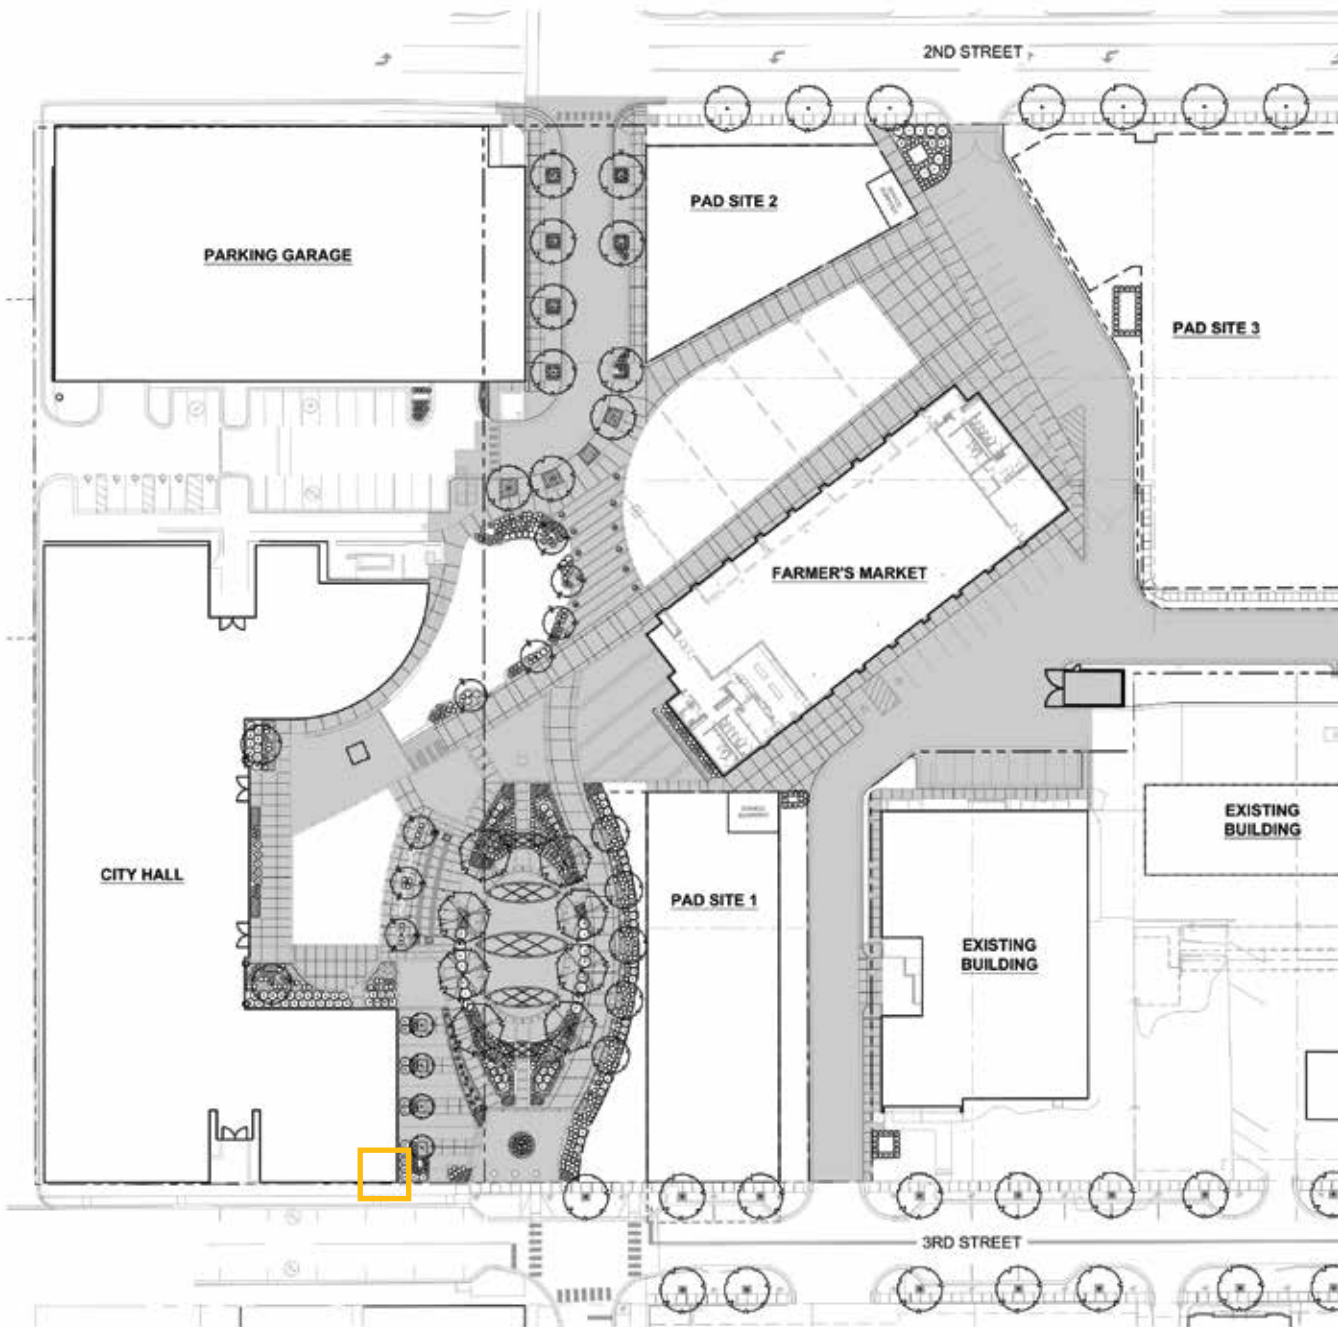 2ND STREET
PAD SITE 2
PARKING GARAGE
PAD SITE 3
FARMER'S MARKET
EXISTING
BUILDING
CITY HALL
PAD SITE 1
EXISTING
BUILDING
3RD STREET